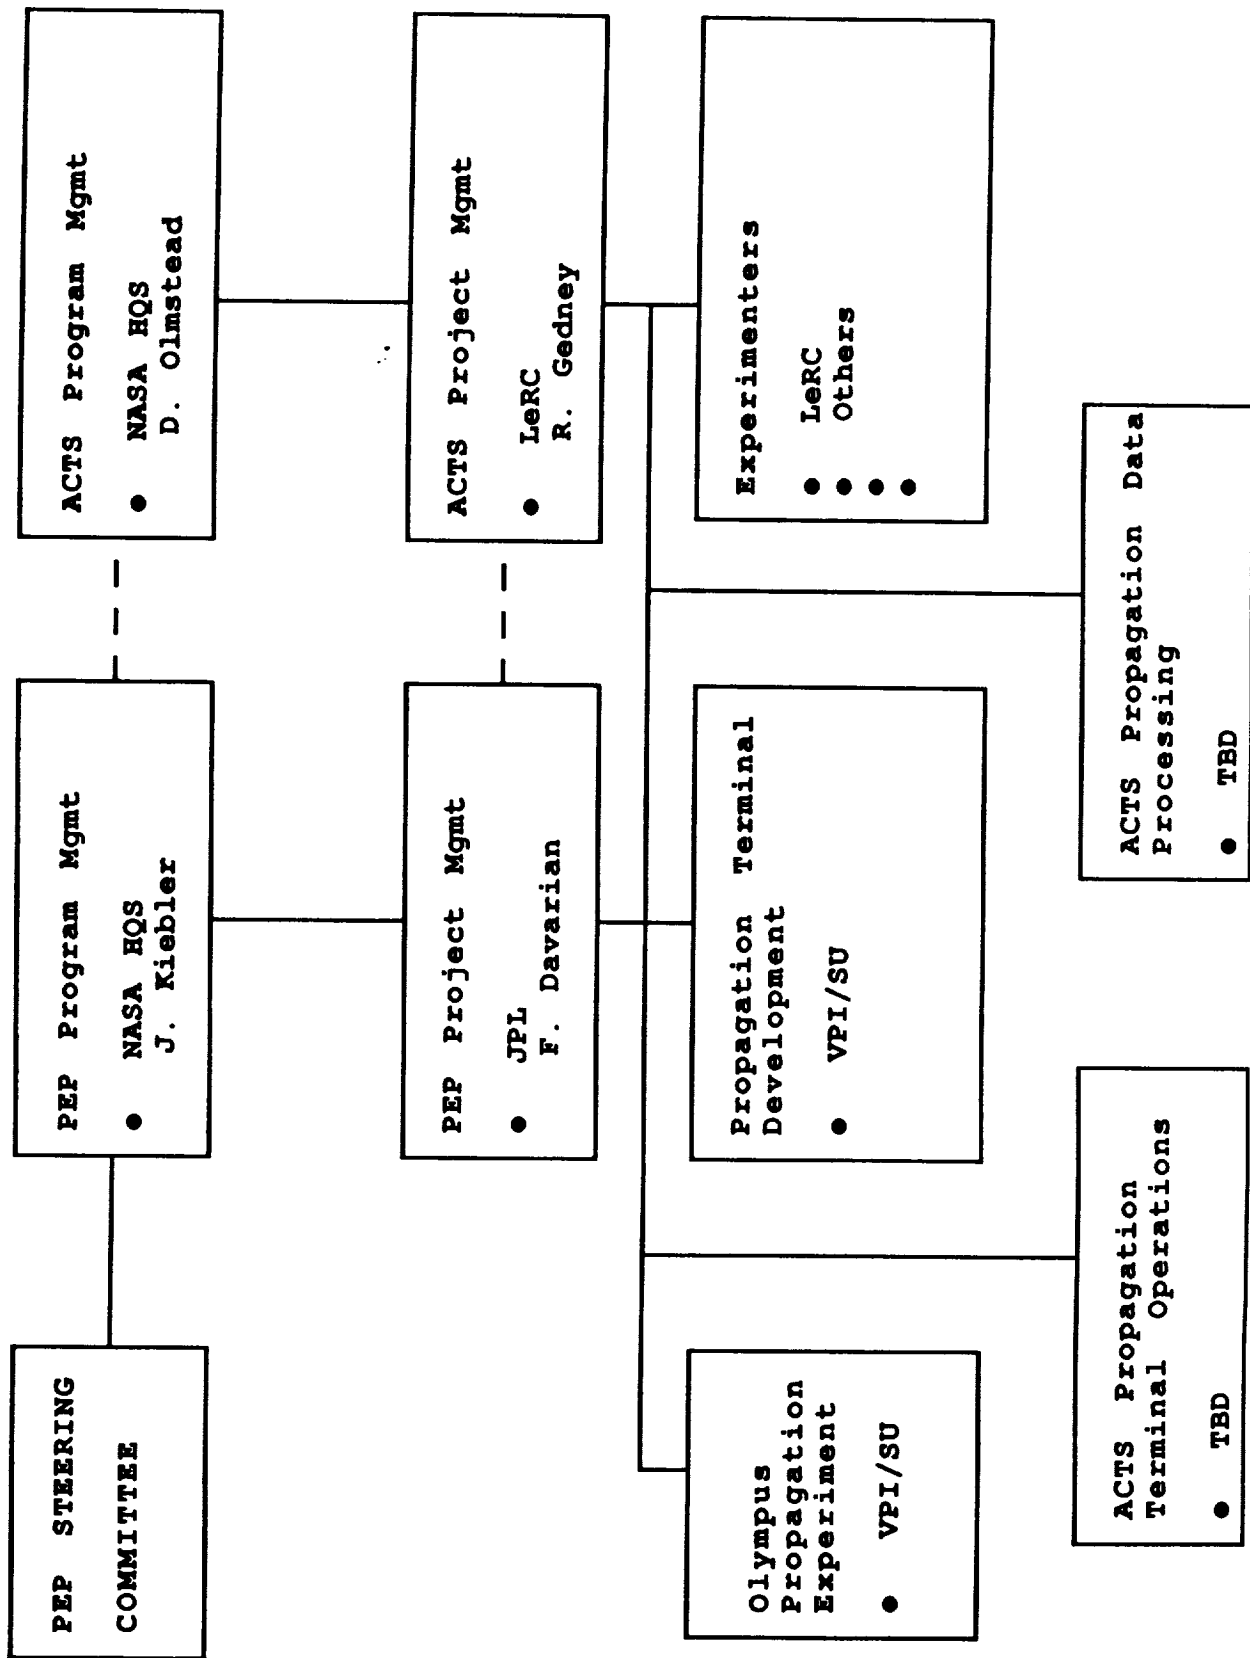 PEP STEERING
COMMITTEE
PEP Program Mgmt
● NASA HQS
J. Kiebler
ACTS Program Mgmt
● NASA HQS
D. Olmstead
PEP Project Mgmt
● JPL
F. Davarian
ACTS Project Mgmt
● LeRC
R. Gedney
Olympus
Propagation
Experiment
● VPI/SU
Propagation Terminal
Development
● VPI/SU
Experimenters
● LeRC
● Others
●
●
ACTS Propagation
Terminal Operations
● TBD
ACTS Propagation Data
Processing
● TBD